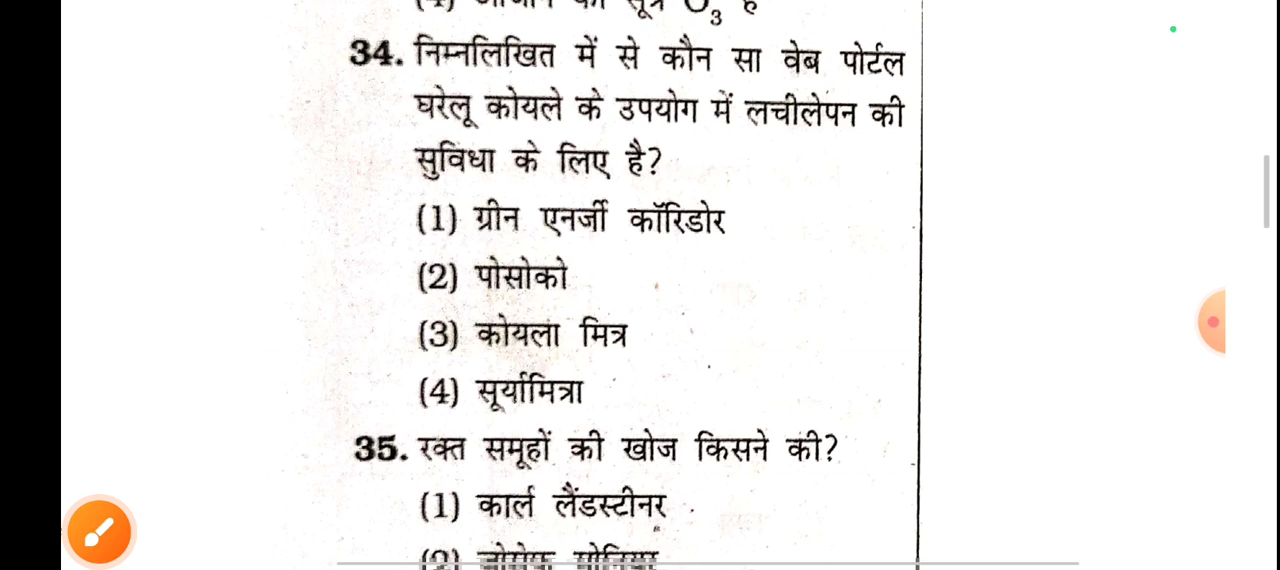 34. निम्नलिखित में से कौन सा वेब पोर्टल
घरेलू कोयले के उपयोग में लचीलेपन की
सुविधा के लिए है?
(1) ग्रीन एनर्जी कॉरिडोर
(2) पोसोको
(3) कोयला मित्र
(4) सूर्यामित्रा
35. रक्त समूहों की खोज किसने की?
(1) कार्ल लैंडस्टीनर